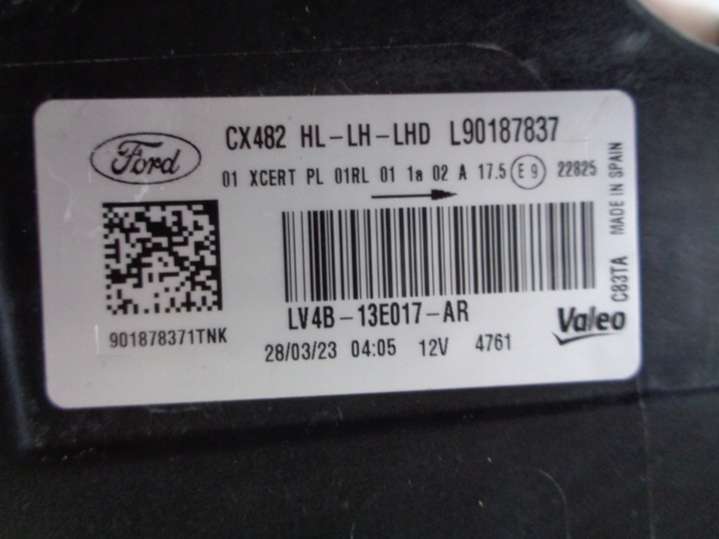 Ford
CX482 HL-LH-LHD L90187837
01 XCERT PL 01RL 01 1a 02 A 17.5 E 9 22825
901878371TNK
LV4B-13E017-AR
28/03/23 04:05 12V 4761
Valeo
C83TA MADE IN SPAIN